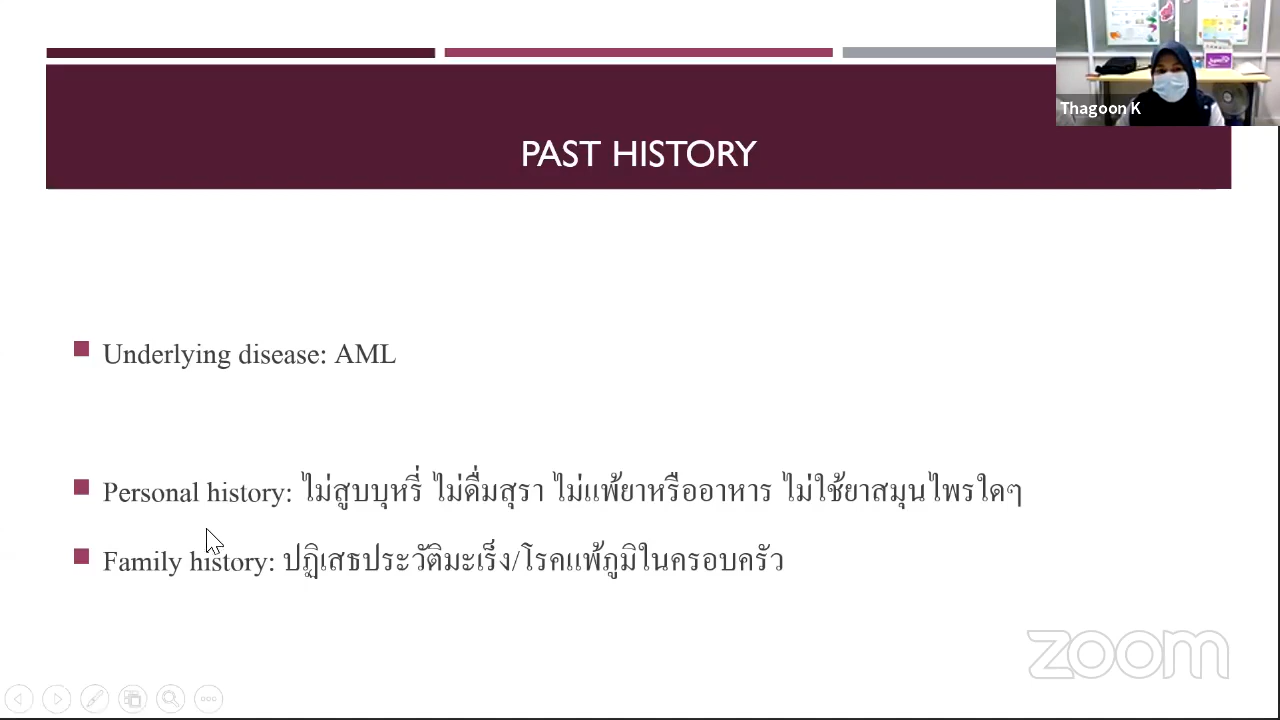 Thagoon K
PAST HISTORY
Underlying disease: AML
Personal history: ไม่สูบบุหรี่ ไม่ดื่มสุรา ไม่แพ้ยาหรืออาหาร ไม่ใช้ยาสมุนไพรใดๆ
Family history: ปฏิเสธประวัติมะเร็ง/โรคแพ้ภูมิในครอบครัว
zoom